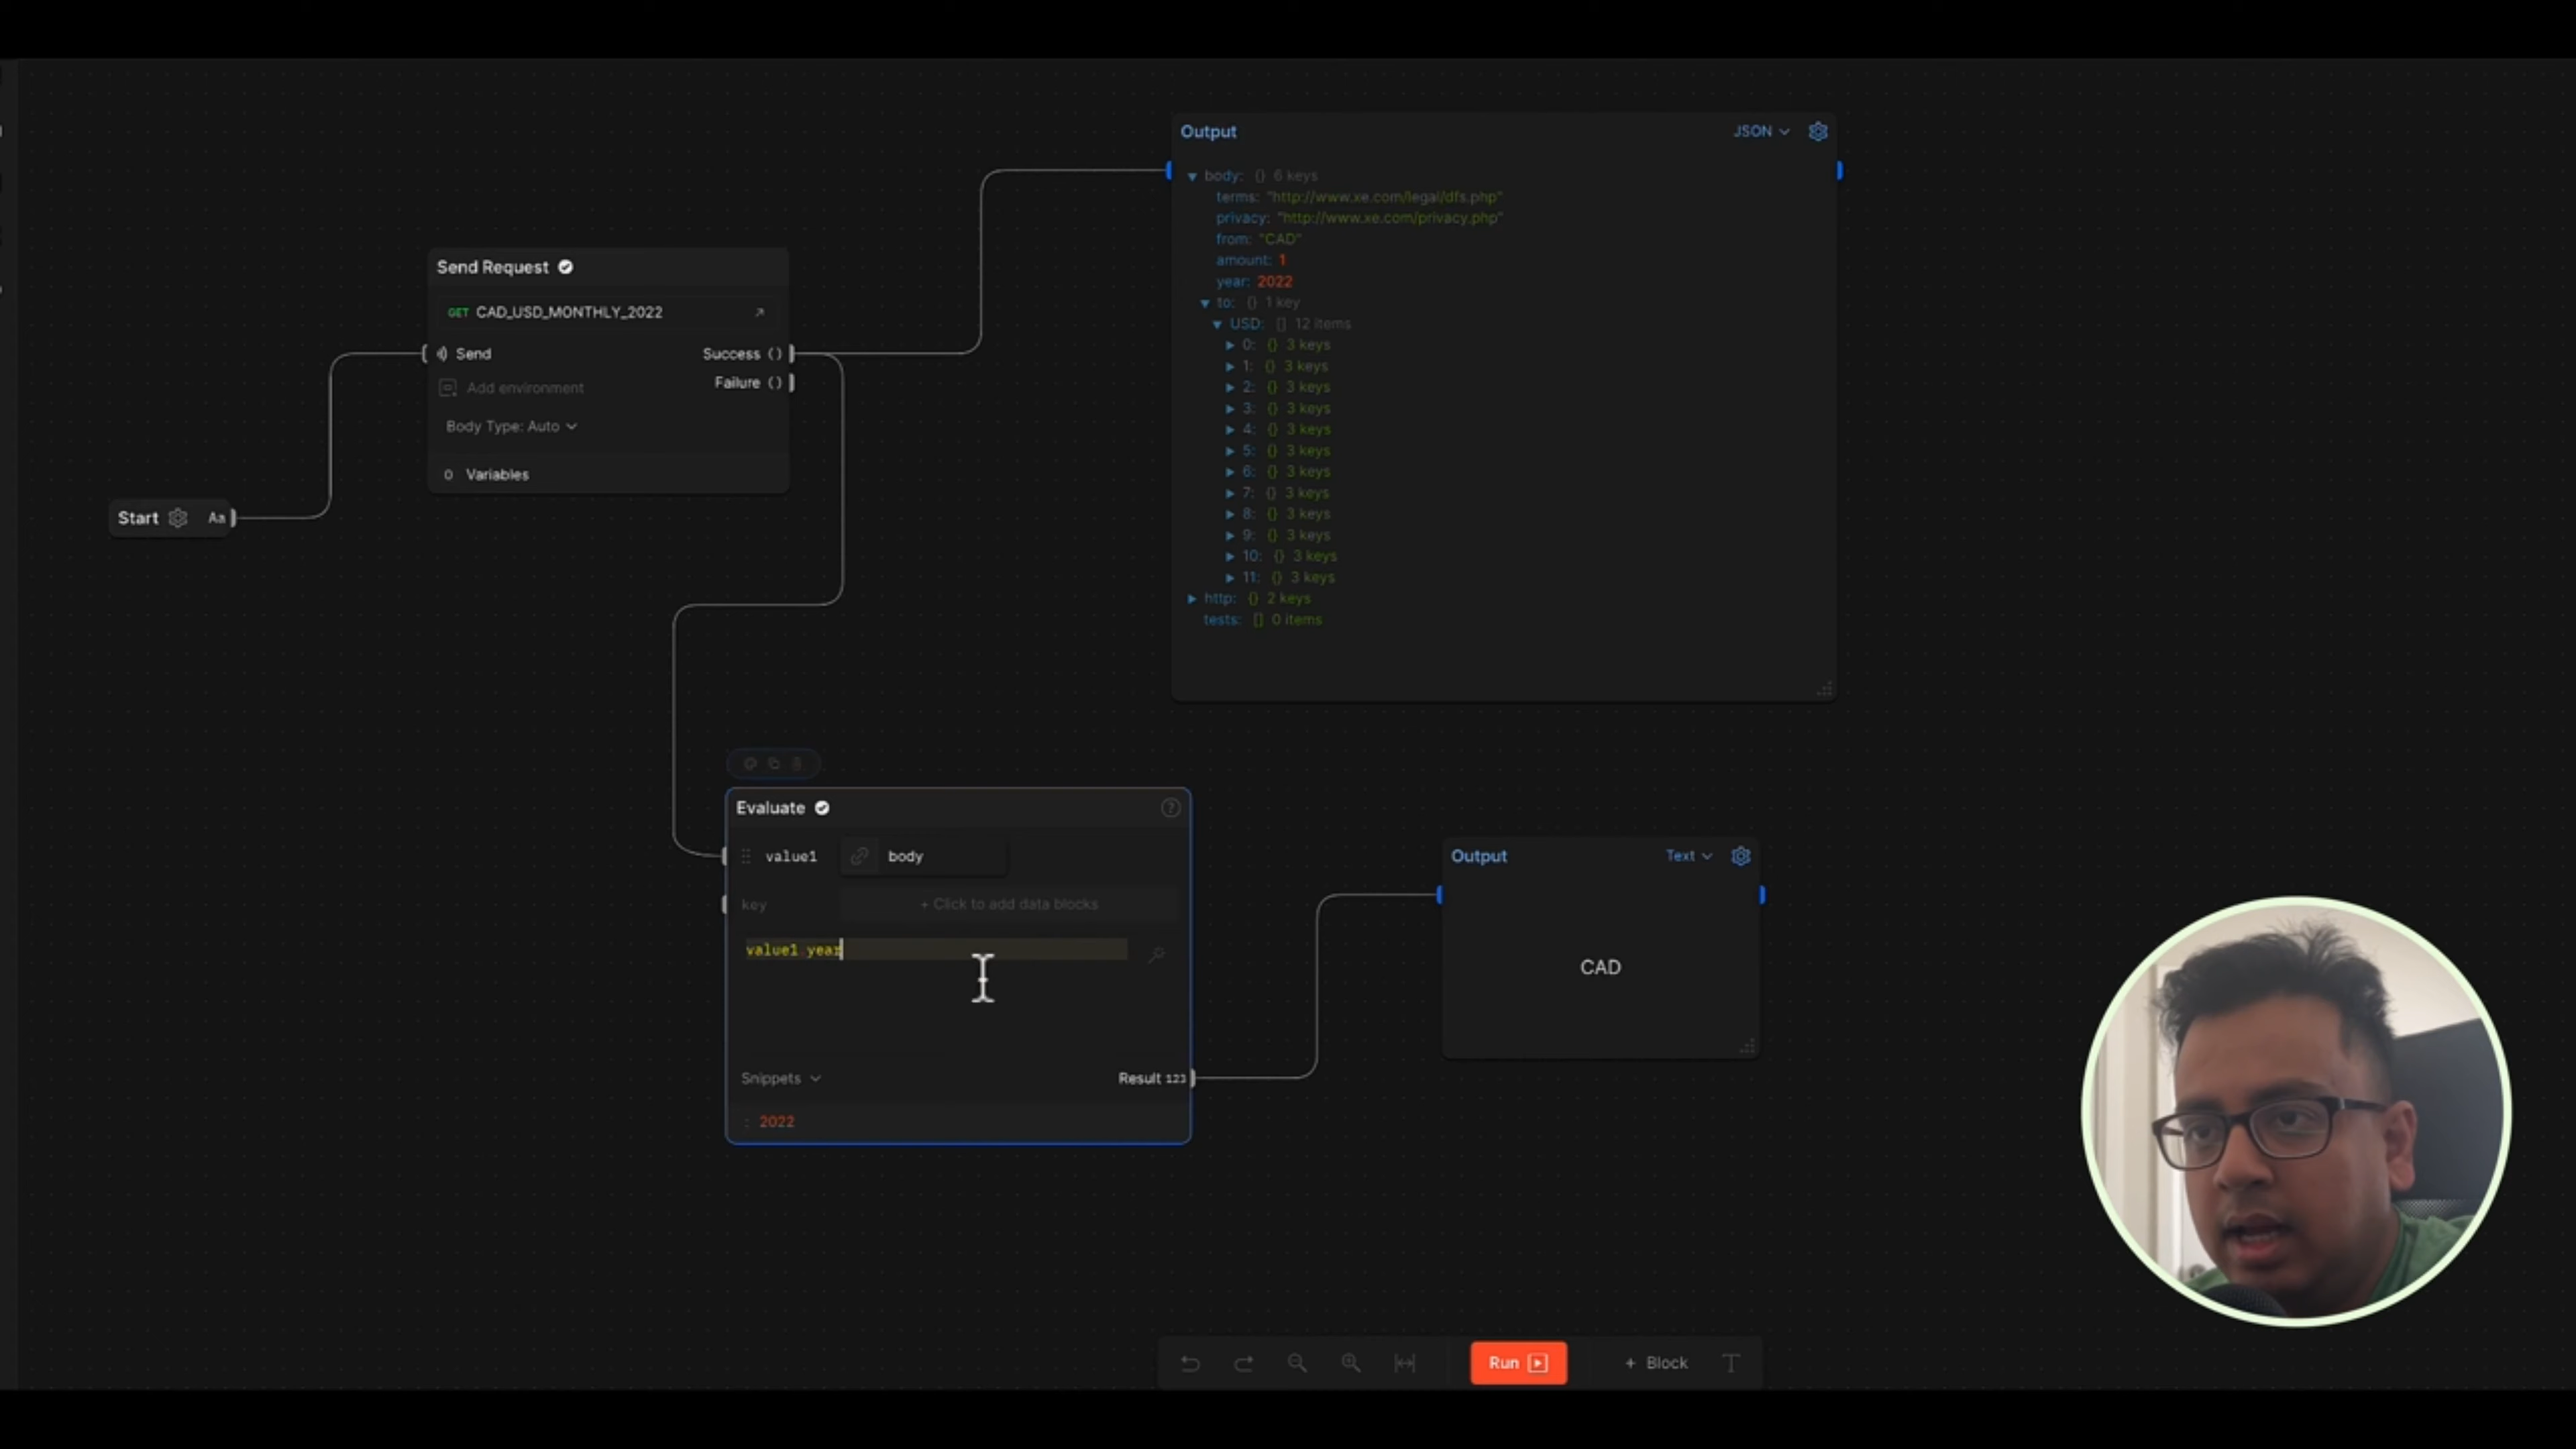 Output
JSON
body: {} 6 keys
terms: "http://www.xe.com/legal/dfs.php"
privacy: "http://www.xe.com/privacy.php"
from: "CAD"
amount: 1
year: 2022
to: {} 1 key
USD: [] 12 items
0: {} 3 keys
1: {} 3 keys
2: {} 3 keys
3: {} 3 keys
4: {} 3 keys
5: {} 3 keys
6: {} 3 keys
7: {} 3 keys
8: {} 3 keys
9: {} 3 keys
10: {} 3 keys
11: {} 3 keys
http: {} 2 keys
tests: [] 0 items
Send Request
GET CAD_USD_MONTHLY_2022
Send
Success ()
Add environment
Failure ()
Body Type: Auto
0 Variables
Start
Aa
Evaluate
value1
body
key
+ Click to add data blocks
value1.year
Snippets
Result 123
: 2022
Output
Text
CAD
Run
+ Block
T